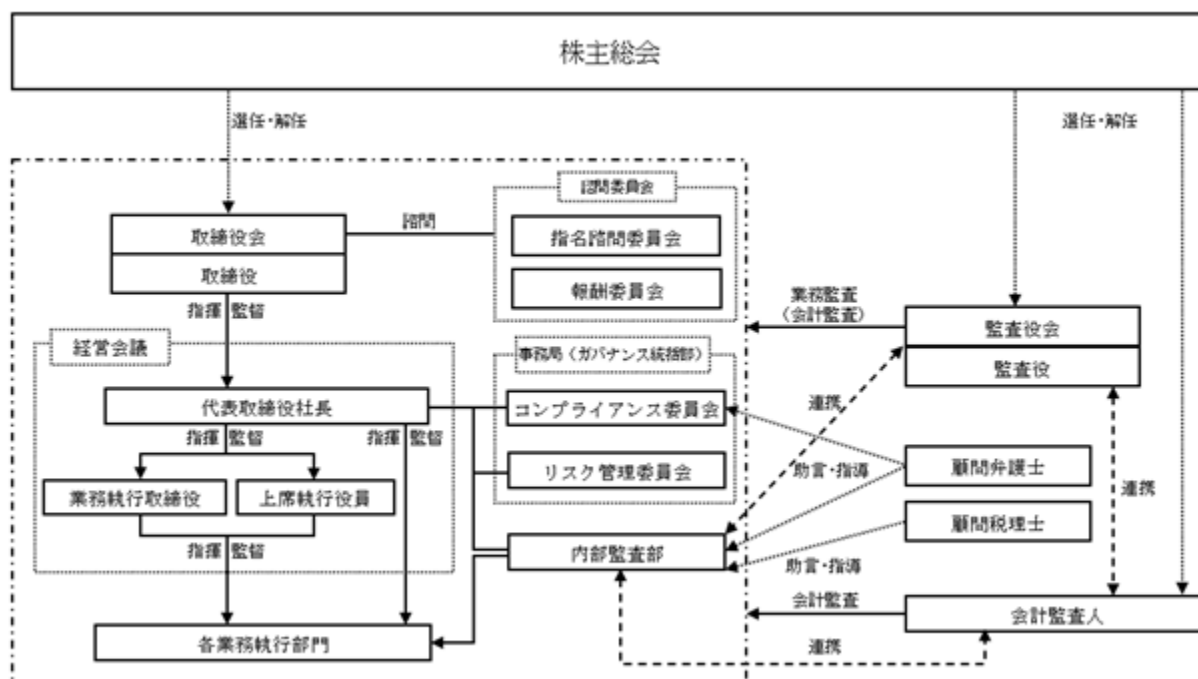 株主総会
選任・解任
選任・解任
諮問委員会
取締役会
諮問
指名諮問委員会
取締役
報酬委員会
指揮 監督
業務監査
（会計監査）
監査役会
監査役
経営会議
事務局（ガバナンス統括部）
代表取締役社長
コンプライアンス委員会
連携
指揮 監督
指揮 監督
リスク管理委員会
助言・指導
顧問弁護士
業務執行取締役
上席執行役員
連携
顧問税理士
指揮 監督
内部監査部
助言・指導
会計監査
会計監査人
各業務執行部門
連携